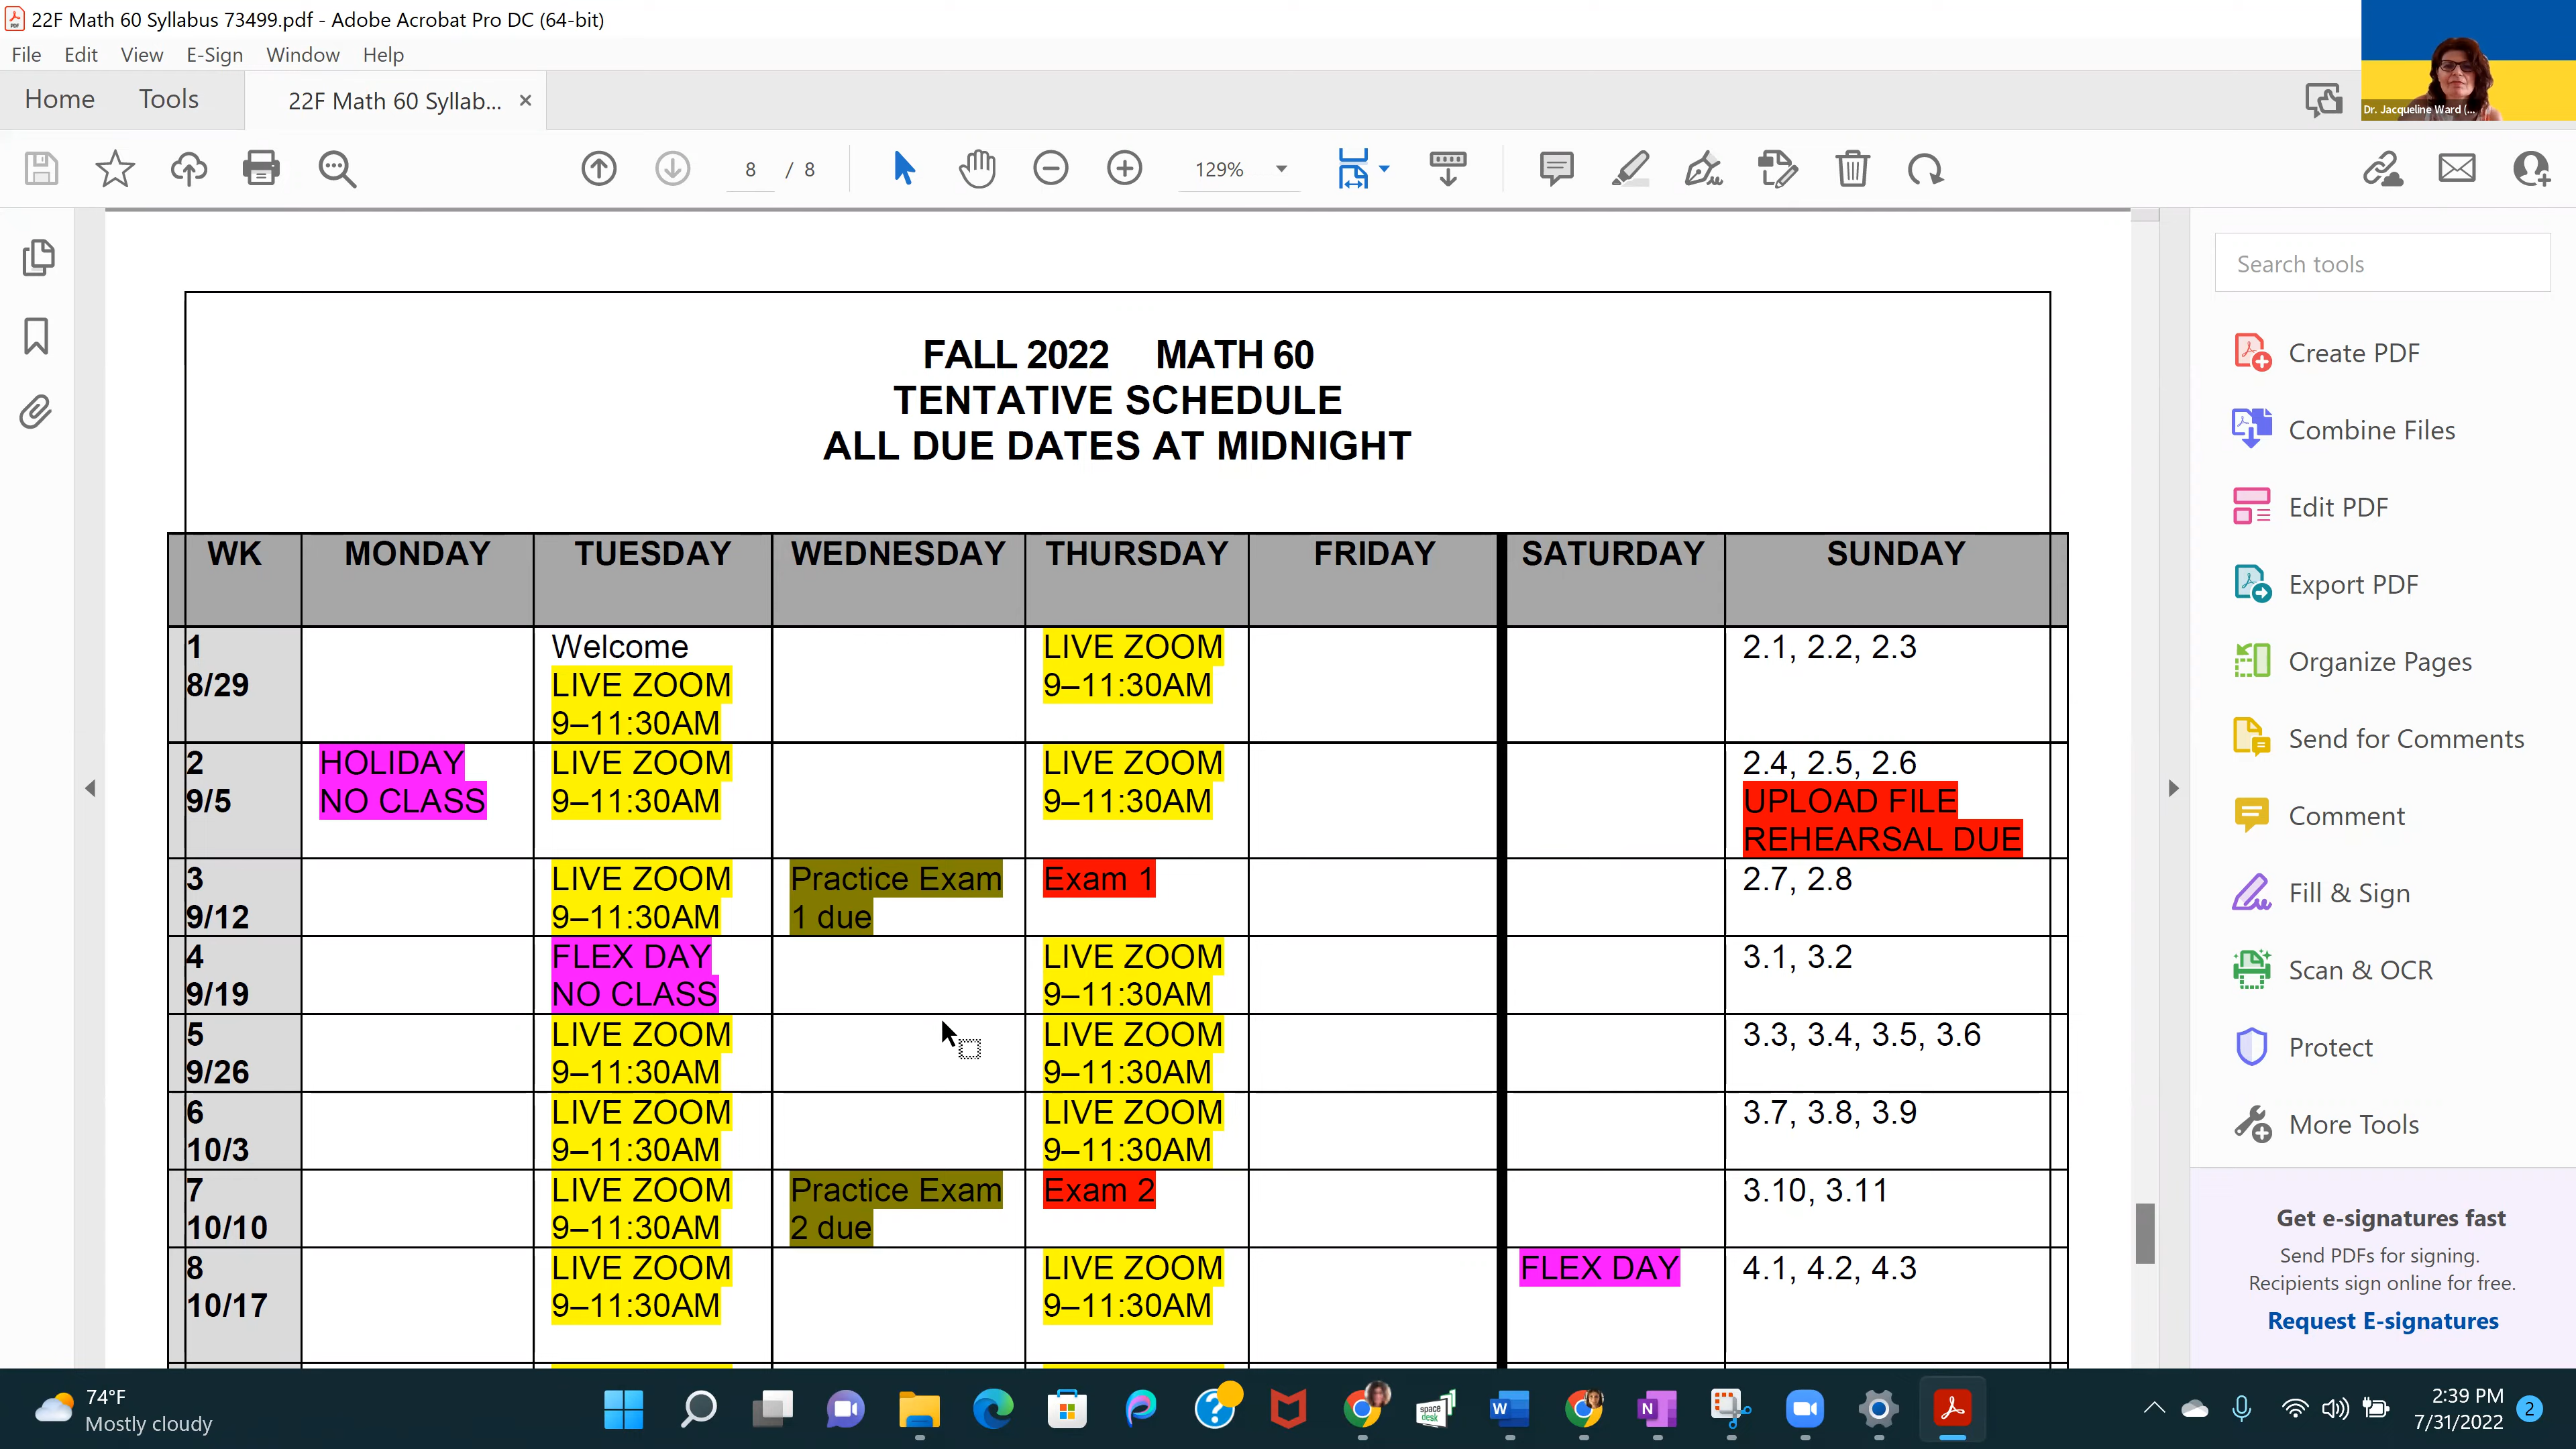 22F Math 60 Syllabus 73499.pdf - Adobe Acrobat Pro DC (64-bit)
File Edit View E-Sign Window Help
Home Tools 22F Math 60 Syllab... ×
Dr. Jacqueline Ward (...
8 / 8 129%
Search tools
Create PDF
Combine Files
Edit PDF
Export PDF
Organize Pages
Send for Comments
Comment
Fill & Sign
Scan & OCR
Protect
More Tools
Get e-signatures fast
Send PDFs for signing.
Recipients sign online for free.
Request E-signatures
FALL 2022 MATH 60
TENTATIVE SCHEDULE
ALL DUE DATES AT MIDNIGHT
WK MONDAY TUESDAY WEDNESDAY THURSDAY FRIDAY SATURDAY SUNDAY
1 Welcome LIVE ZOOM 2.1, 2.2, 2.3
8/29 LIVE ZOOM 9–11:30AM
9–11:30AM
2 HOLIDAY LIVE ZOOM LIVE ZOOM 2.4, 2.5, 2.6
9/5 NO CLASS 9–11:30AM 9–11:30AM UPLOAD FILE
REHEARSAL DUE
3 LIVE ZOOM Practice Exam Exam 1 2.7, 2.8
9/12 9–11:30AM 1 due
4 FLEX DAY LIVE ZOOM 3.1, 3.2
9/19 NO CLASS 9–11:30AM
5 LIVE ZOOM LIVE ZOOM 3.3, 3.4, 3.5, 3.6
9/26 9–11:30AM 9–11:30AM
6 LIVE ZOOM LIVE ZOOM 3.7, 3.8, 3.9
10/3 9–11:30AM 9–11:30AM
7 LIVE ZOOM Practice Exam Exam 2 3.10, 3.11
10/10 9–11:30AM 2 due
8 LIVE ZOOM LIVE ZOOM FLEX DAY 4.1, 4.2, 4.3
10/17 9–11:30AM 9–11:30AM
74°F
Mostly cloudy
space
desk
W
N
2:39 PM
7/31/2022
2